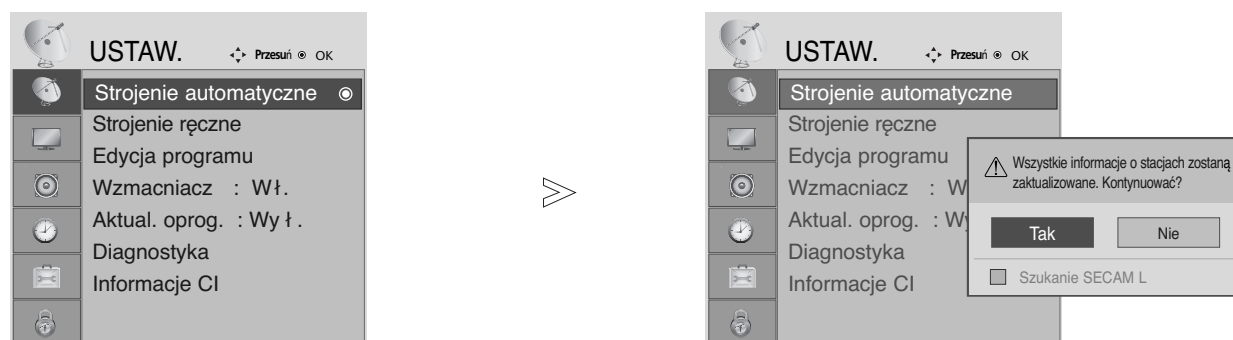 USTAW. Przesuń OK
Strojenie automatyczne
Strojenie ręczne
Edycja programu
Wzmacniacz : Wł.
Aktual. oprog. : Wy ł .
Diagnostyka
Informacje CI
USTAW. Przesuń OK
Strojenie automatyczne
Strojenie ręczne
Edycja programu
Wzmacniacz : W
Aktual. oprog. : Wy
Diagnostyka
Informacje CI
Wszystkie informacje o stacjach zostaną
zaktualizowane. Kontynuować?
Tak Nie
Szukanie SECAM L